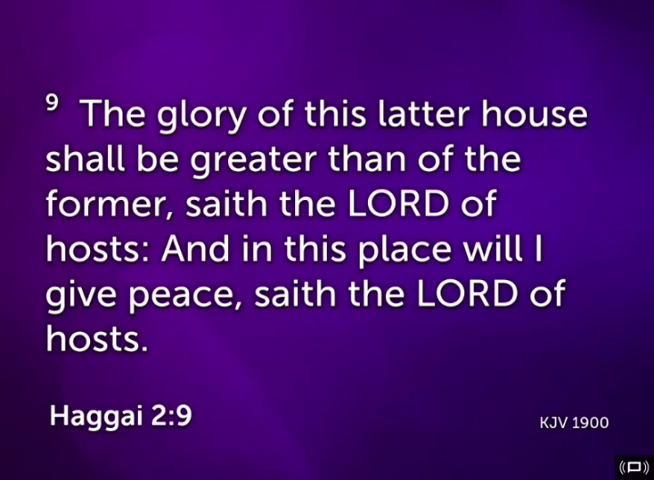 9 The glory of this latter house
shall be greater than of the
former, saith the LORD of
hosts: And in this place will I
give peace, saith the LORD of
hosts.
Haggai 2:9
KJV 1900